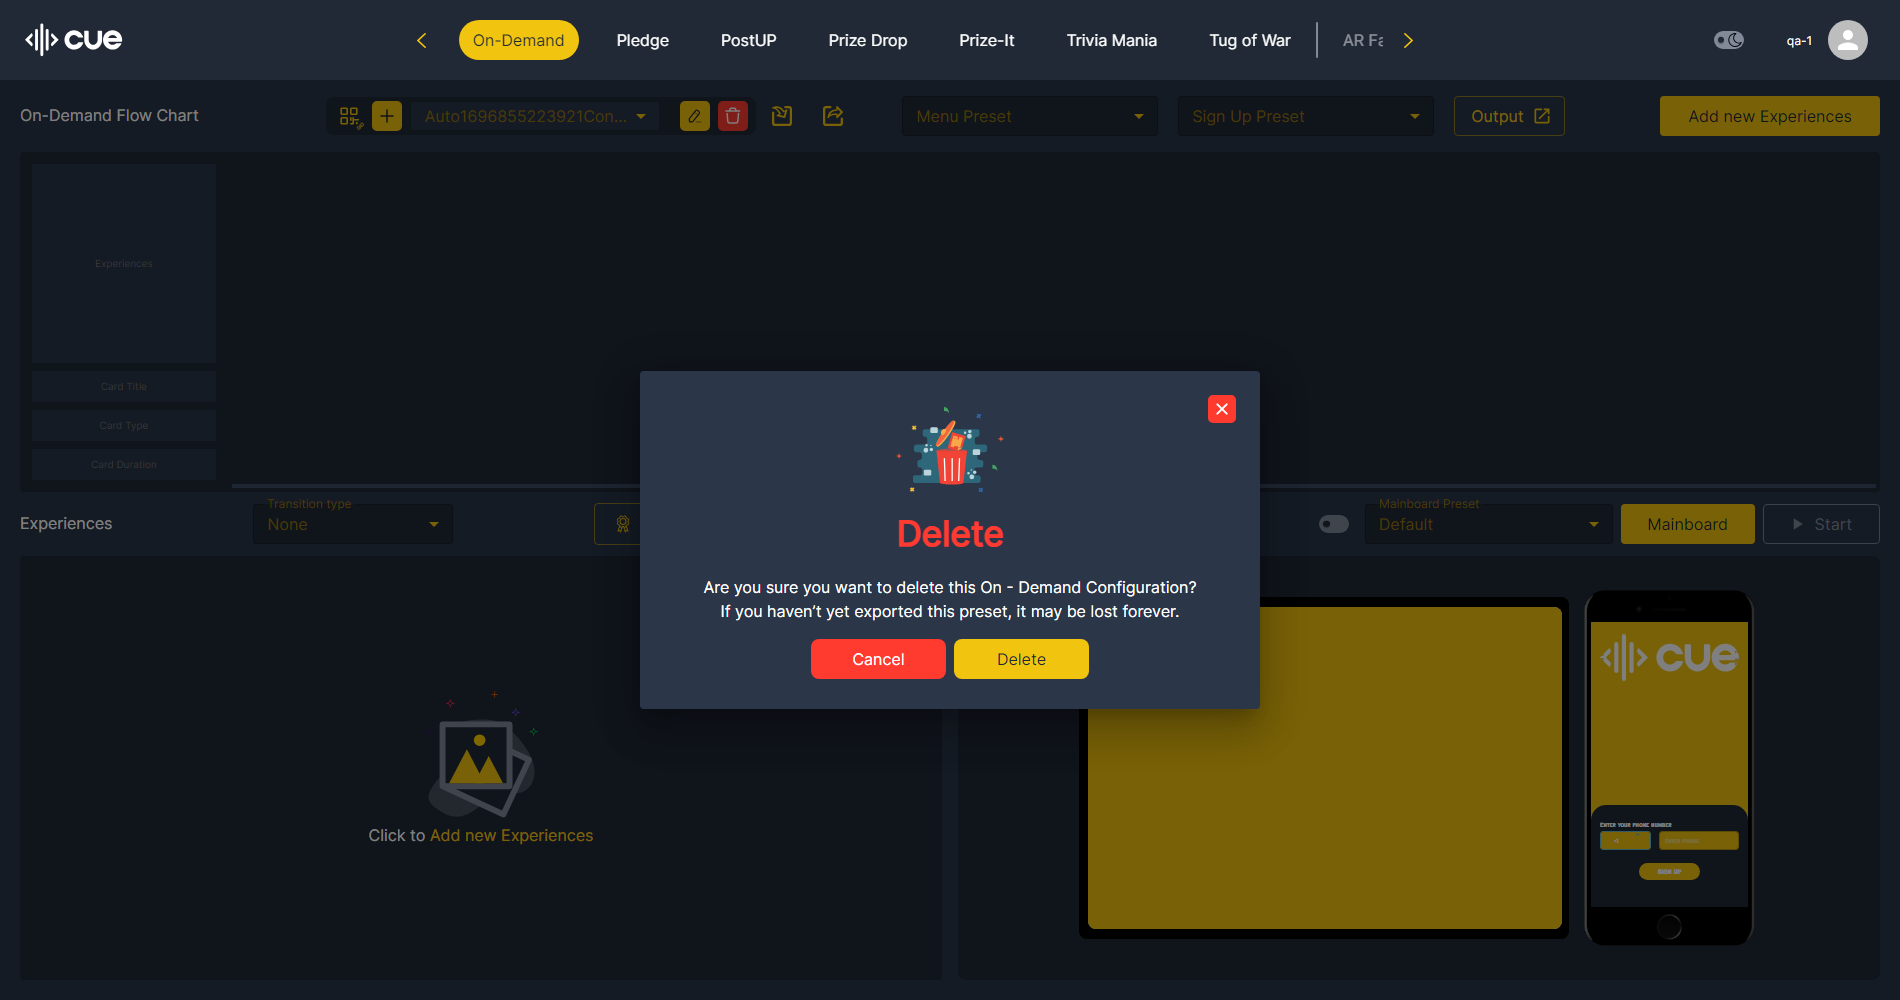 cue
On-Demand
Pledge
PostUP
Prize Drop
Prize-It
Trivia Mania
Tug of War
AR Fa
qa-1
On-Demand Flow Chart
Auto1696855223921Con...
Menu Preset
Sign Up Preset
Output
Add new Experiences
Experiences
Card Title
Card Type
Card Duration
Experiences
Transition type
None
Mainboard Preset
Default
Mainboard
Start
Delete
Are you sure you want to delete this On - Demand Configuration?
If you haven’t yet exported this preset, it may be lost forever.
Cancel
Delete
Click to Add new Experiences
cue
Enter your phone number
+1
Enter phone
Sign up